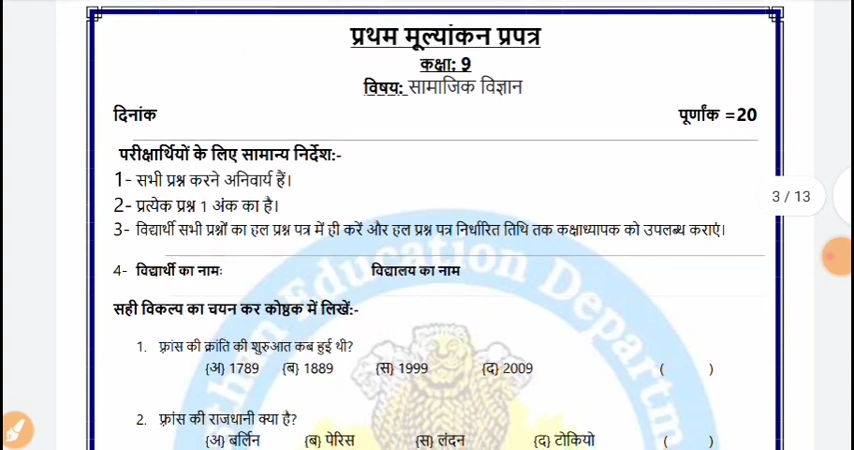 प्रथम मूल्यांकन प्रपत्र
कक्षा: 9
विषय: सामाजिक विज्ञान
दिनांक पूर्णांक =20
परीक्षार्थियों के लिए सामान्य निर्देश:-
1- सभी प्रश्न करने अनिवार्य हैं।
2- प्रत्येक प्रश्न 1 अंक का है।
3- विद्यार्थी सभी प्रश्नों का हल प्रश्न पत्र में ही करें और हल प्रश्न पत्र निर्धारित तिथि तक कक्षाध्यापक को उपलब्ध कराएं।
3 / 13
4- विद्यार्थी का नामः विद्यालय का नाम
सही विकल्प का चयन कर कोष्ठक में लिखें:-
1. फ़्रांस की क्रांति की शुरुआत कब हुई थी?
{अ} 1789 {ब} 1889 {स} 1999 {द} 2009 ( )
2. फ़्रांस की राजधानी क्या है?
{अ} बर्लिन {ब} पेरिस {स} लंदन {द} टोकियो ( )
Education Departm